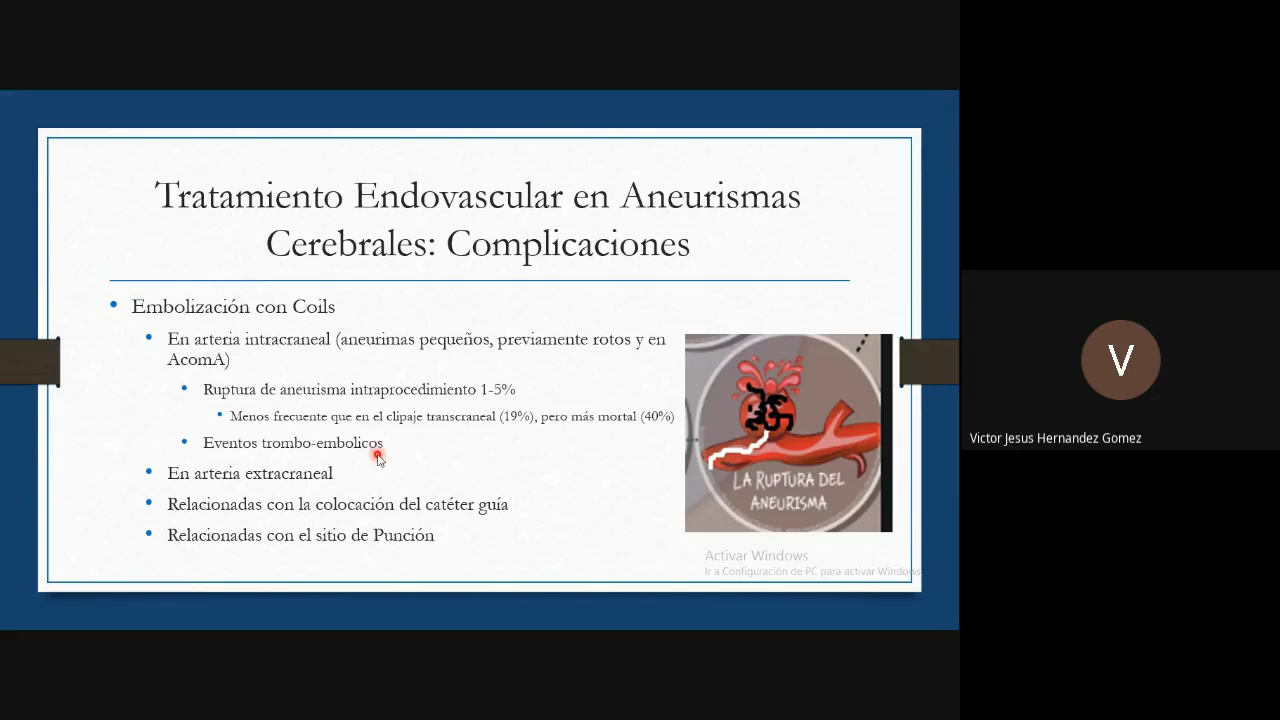 Tratamiento Endovascular en Aneurismas
Cerebrales: Complicaciones
Embolización con Coils
En arteria intracraneal (aneurimas pequeños, previamente rotos y en
AcomA)
Ruptura de aneurisma intraprocedimiento 1-5%
Menos frecuente que en el clipaje transcraneal (19%), pero más mortal (40%)
Eventos trombo-embolicos
En arteria extracraneal
Relacionadas con la colocación del catéter guía
Relacionadas con el sitio de Punción
LA RUPTURA DEL
ANEURISMA
Activar Windows
Ir a Configuración de PC para activar Windows
V
Victor Jesus Hernandez Gomez